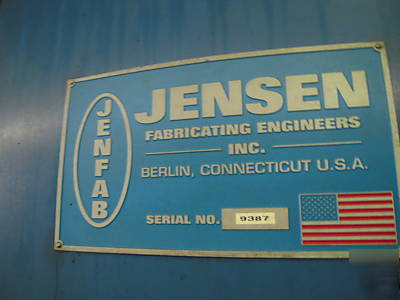 JENFAB
JENSEN
FABRICATING ENGINEERS
INC.
BERLIN, CONNECTICUT U.S.A.
SERIAL NO. 9387